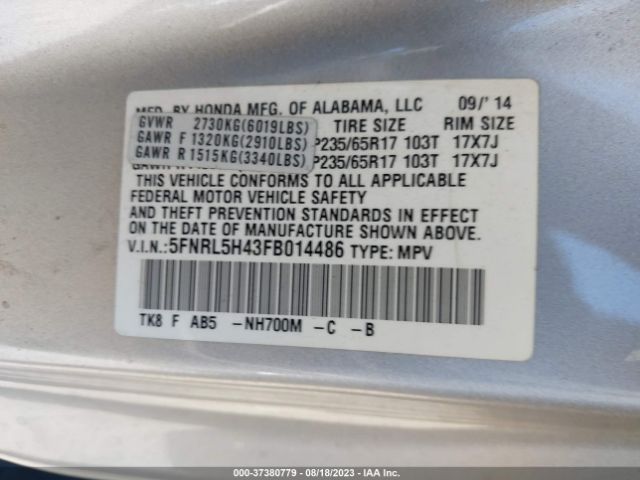 MFD. BY HONDA MFG. OF ALABAMA, LLC 09/'14
GVWR 2730KG(6019LBS) TIRE SIZE RIM SIZE
GAWR F 1320KG(2910LBS) P235/65R17 103T 17X7J
GAWR R 1515KG(3340LBS) P235/65R17 103T 17X7J
THIS VEHICLE CONFORMS TO ALL APPLICABLE
FEDERAL MOTOR VEHICLE SAFETY
AND THEFT PREVENTION STANDARDS IN EFFECT
ON THE DATE OF MANUFACTURE SHOWN ABOVE.
V.I.N.:5FNRL5H43FB014486 TYPE: MPV
TK8 F AB5 -NH700M -C -B
000-37380779 // 08/18/2023 - IAA Inc.